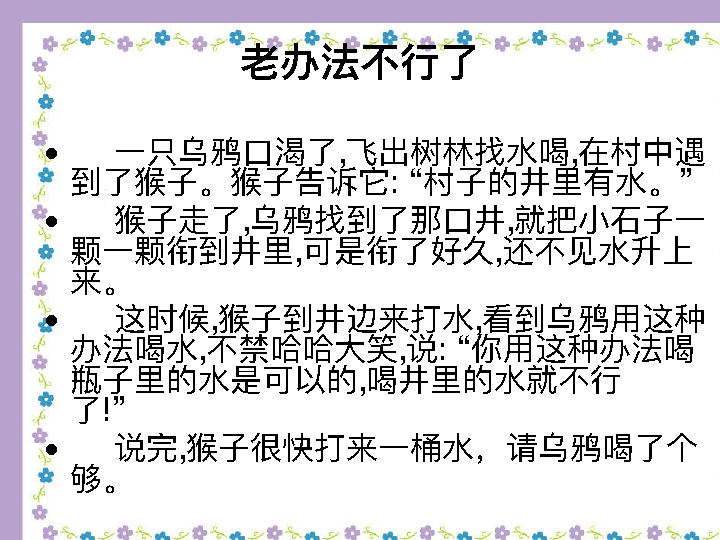 老办法不行了
• 一只乌鸦口渴了,飞出树林找水喝,在村中遇
到了猴子。猴子告诉它: “村子的井里有水。”
• 猴子走了,乌鸦找到了那口井,就把小石子一
颗一颗衔到井里,可是衔了好久,还不见水升上
来。
• 这时候,猴子到井边来打水,看到乌鸦用这种
办法喝水,不禁哈哈大笑,说: “你用这种办法喝
瓶子里的水是可以的,喝井里的水就不行
了!”
• 说完,猴子很快打来一桶水，请乌鸦喝了个
够。